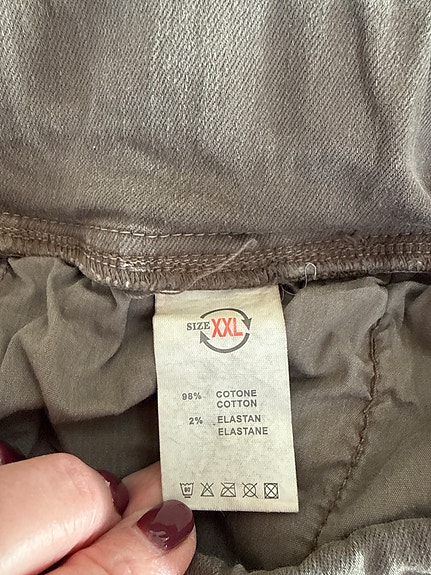 SIZE XXL
98% COTONE
COTTON
2% ELASTAN
ELASTANE